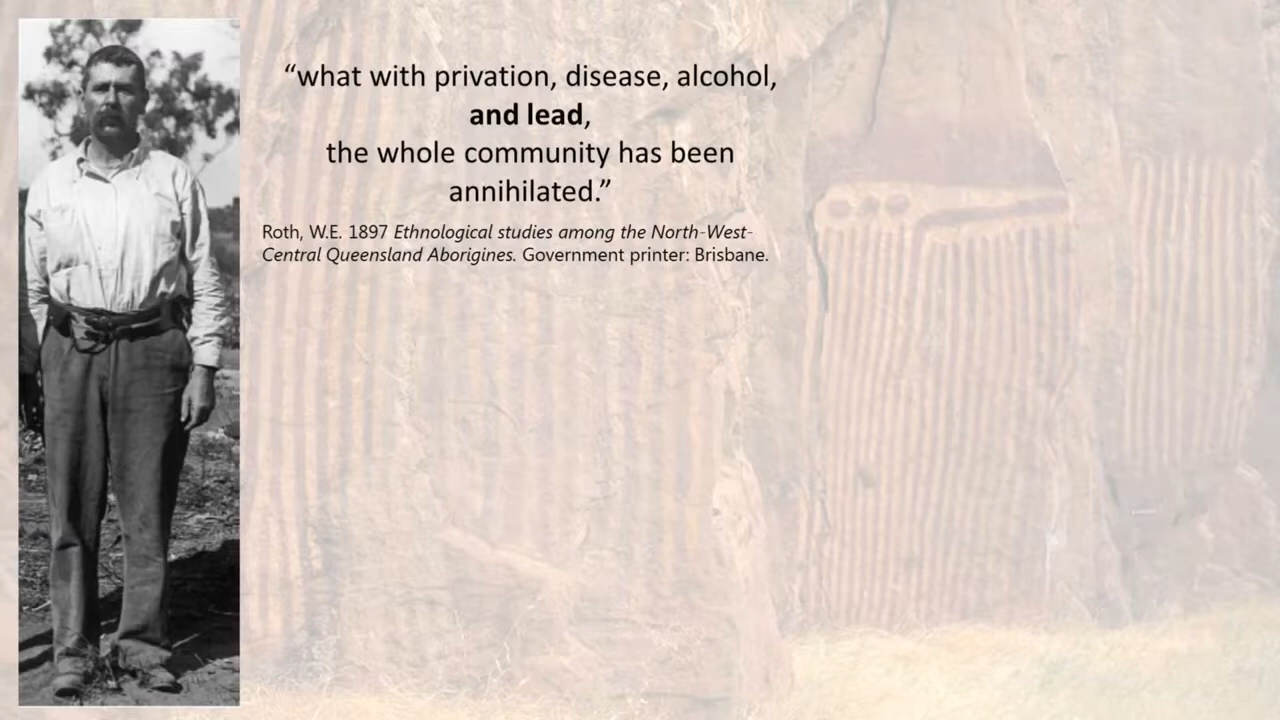 “what with privation, disease, alcohol,
and lead,
the whole community has been
annihilated.”
Roth, W.E. 1897 Ethnological studies among the North-West-
Central Queensland Aborigines. Government printer: Brisbane.